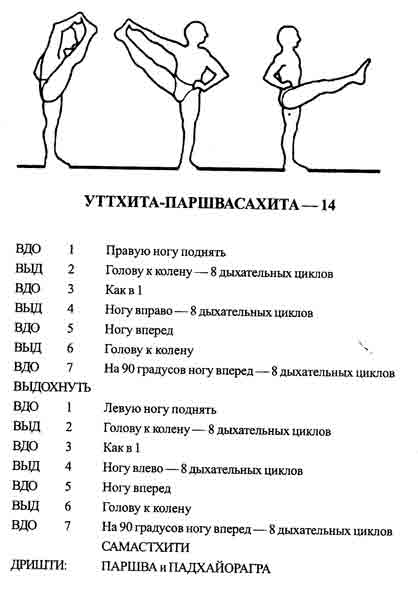 УТТХИТА-ПАРШВАСАХИТА — 14
ВДО 1 Правую ногу поднять
ВЫД 2 Голову к колену — 8 дыхательных циклов
ВДО 3 Как в 1
ВЫД 4 Ногу вправо — 8 дыхательных циклов
ВДО 5 Ногу вперед
ВЫД 6 Голову к колену
ВДО 7 На 90 градусов ногу вперед — 8 дыхательных циклов
ВЫДОХНУТЬ
ВДО 1 Левую ногу поднять
ВЫД 2 Голову к колену — 8 дыхательных циклов
ВДО 3 Как в 1
ВЫД 4 Ногу влево — 8 дыхательных циклов
ВДО 5 Ногу вперед
ВЫД 6 Голову к колену
ВДО 7 На 90 градусов ногу вперед — 8 дыхательных циклов
САМАСТХИТИ
ДРИШТИ: ПАРШВА и ПАДХАЙОРАГРА